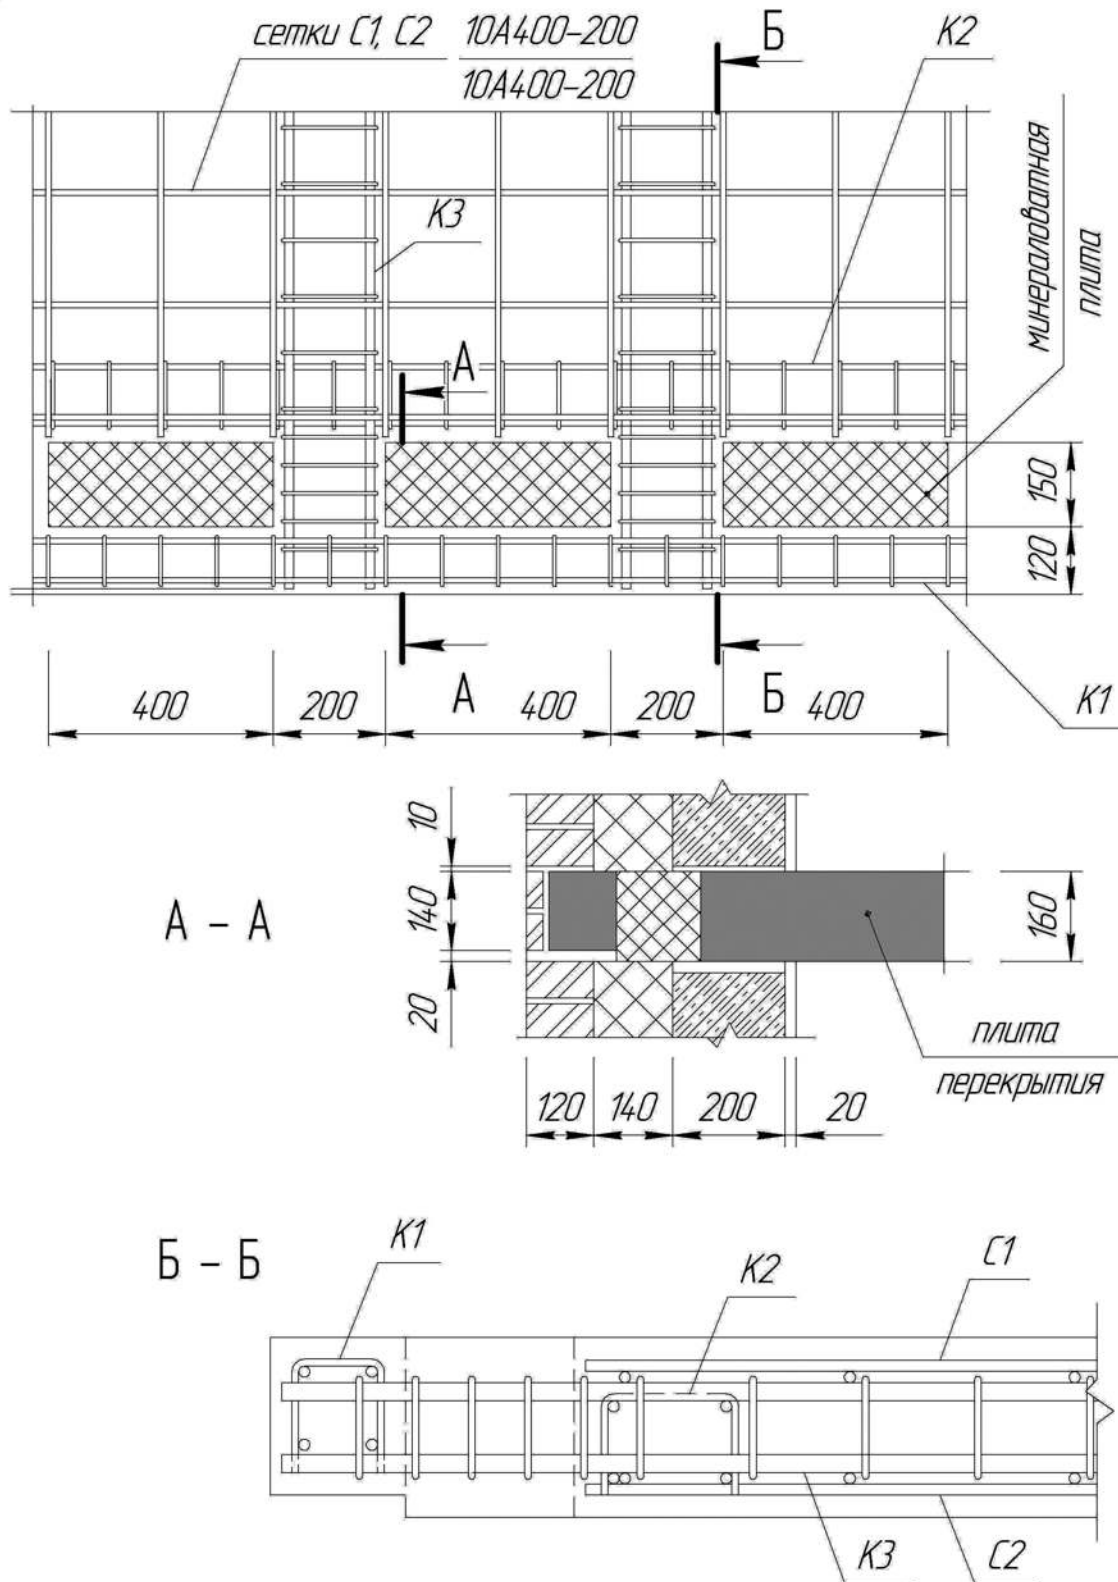 сетки С1, С2
10А400-200
10А400-200
Б
К2
минераловатная
плита
К3
А
150
120
400
200
А
400
200
Б
400
К1
А - А
10
140
20
160
плита
перекрытия
120
140
200
20
Б - Б
К1
К2
С1
К3
С2